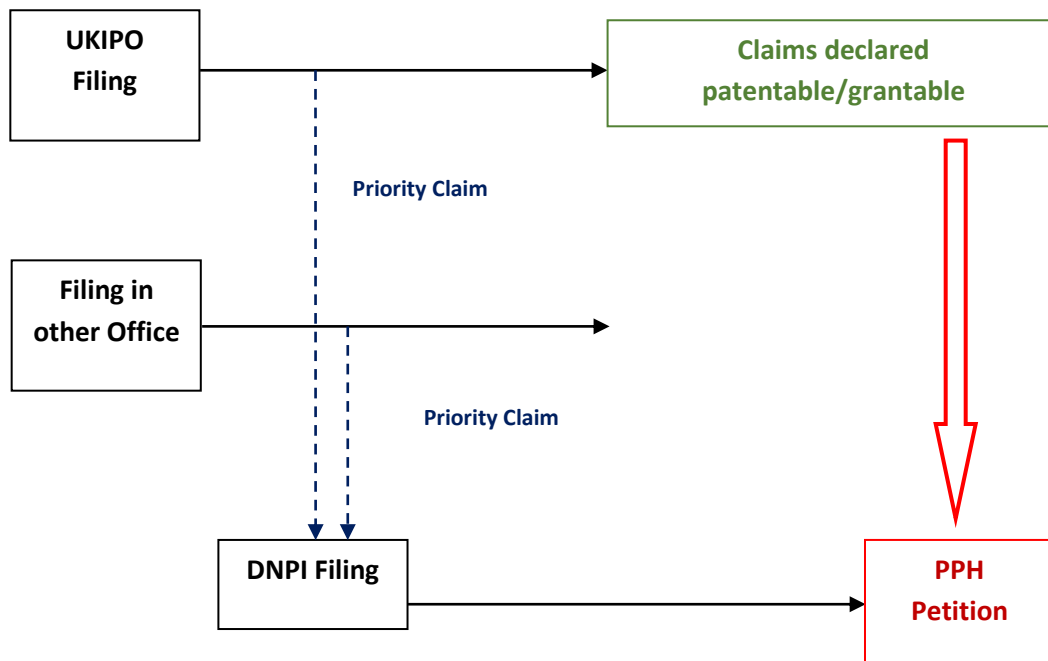 UKIPO
Filing
Claims declared
patentable/grantable
Priority Claim
Filing in
other Office
Priority Claim
DNPI Filing
PPH
Petition